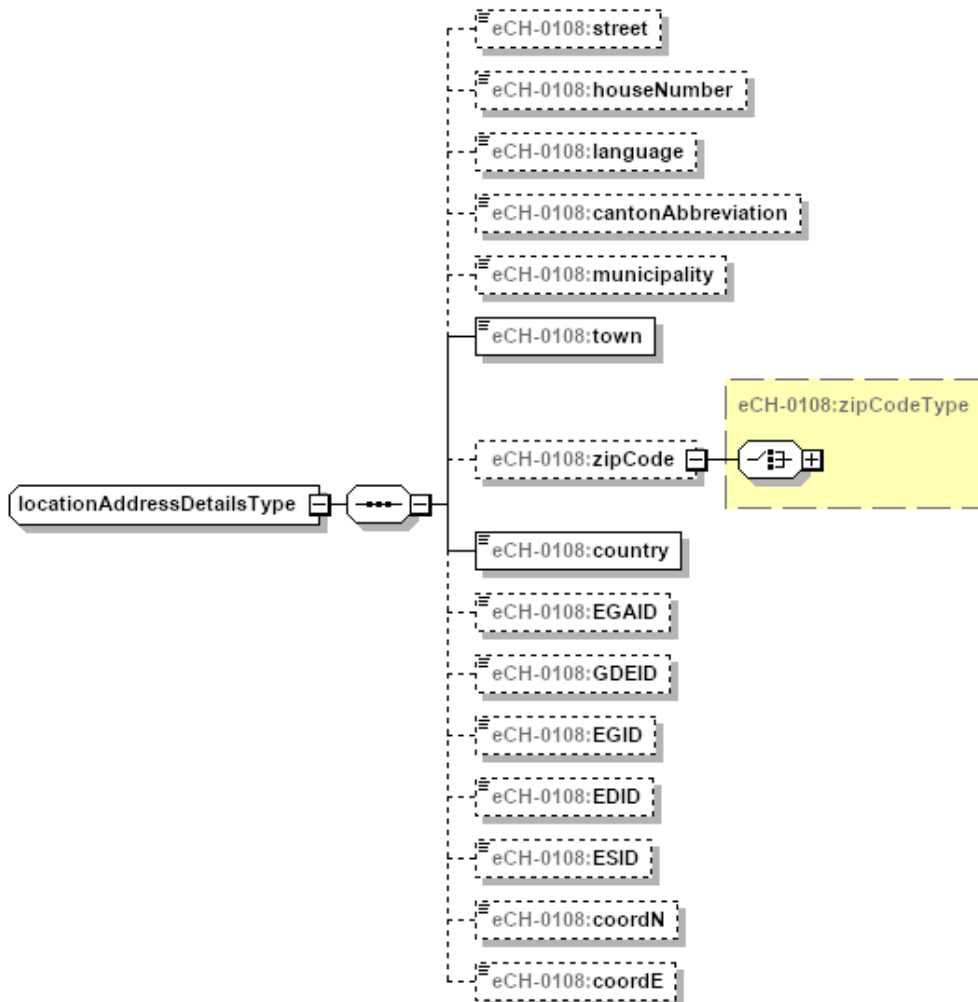 eCH-0108:street
eCH-0108:houseNumber
eCH-0108:language
eCH-0108:cantonAbbreviation
eCH-0108:municipality
eCH-0108:town
eCH-0108:zipCodeType
eCH-0108:zipCode
locationAddressDetailsType
eCH-0108:country
eCH-0108:EGAID
eCH-0108:GDEID
eCH-0108:EGID
eCH-0108:EDID
eCH-0108:ESID
eCH-0108:coordN
eCH-0108:coordE